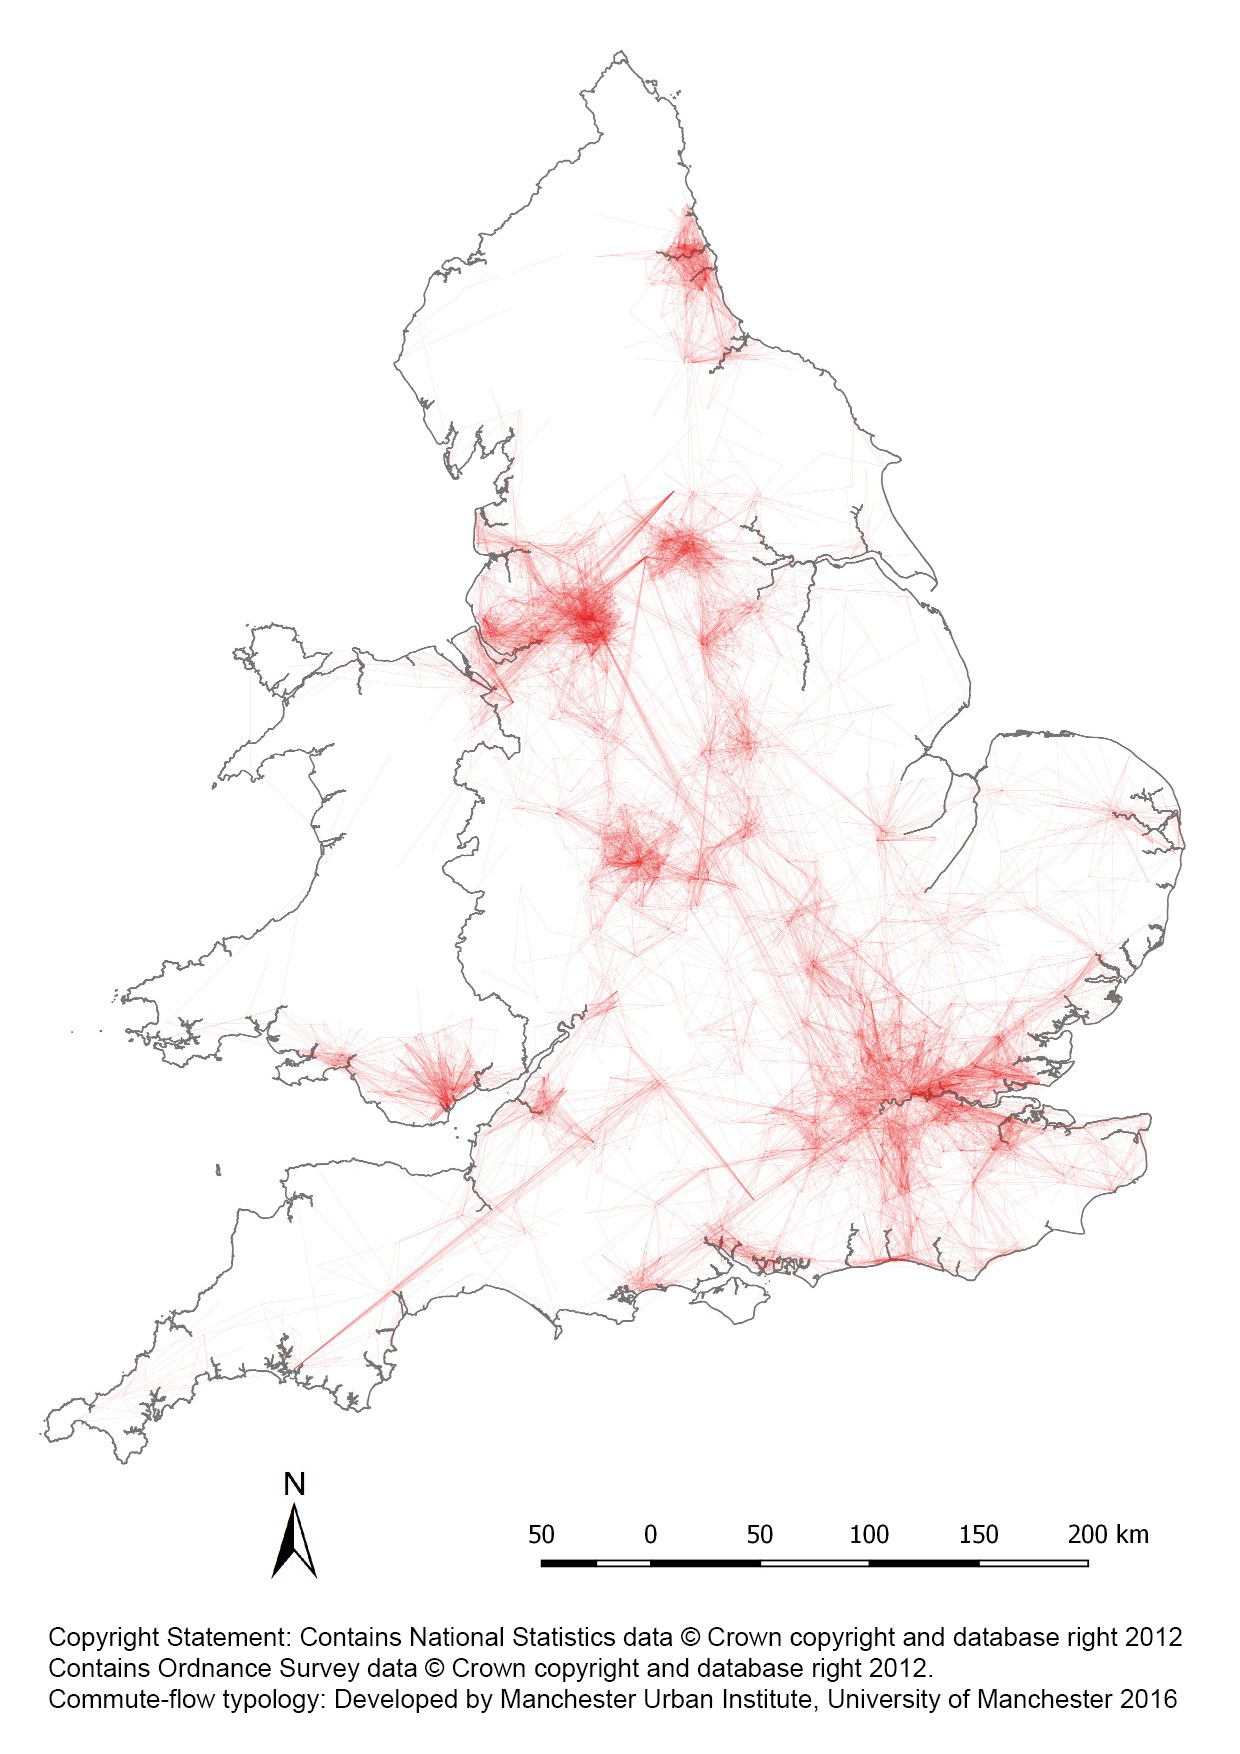 N
50 0 50 100 150 200 km
Copyright Statement: Contains National Statistics data © Crown copyright and database right 2012
Contains Ordnance Survey data © Crown copyright and database right 2012.
Commute-flow typology: Developed by Manchester Urban Institute, University of Manchester 2016